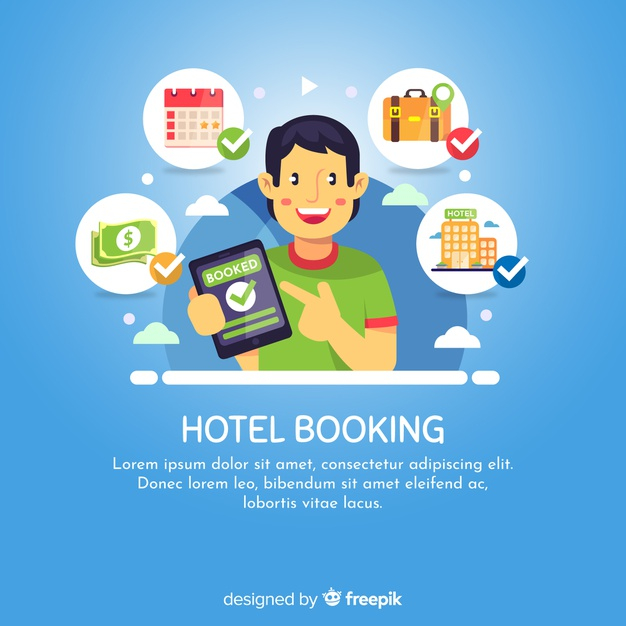 HOTEL
BOOKED
$
HOTEL BOOKING
Lorem ipsum dolor sit amet, consectetur adipiscing elit.
Donec lorem leo, bibendum sit amet eleifend ac,
lobortis vitae lacus.
designed by freepik